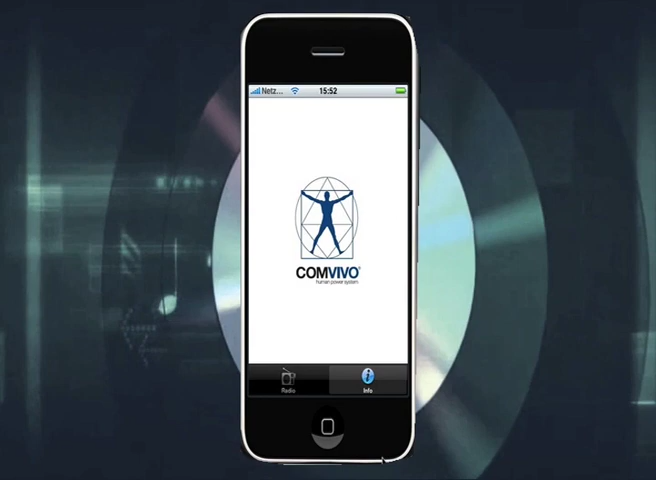 Netz... 15:52
COMVIVO®
human power system
Radio
Info